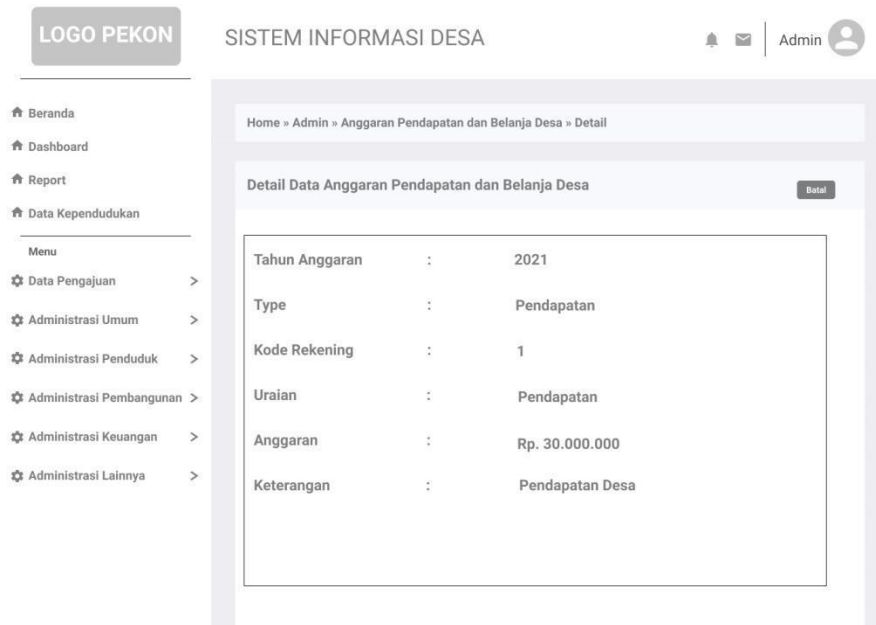 LOGO PEKON
SISTEM INFORMASI DESA
Admin
Beranda
Dashboard
Report
Data Kependudukan
Menu
Data Pengajuan >
Administrasi Umum >
Administrasi Penduduk >
Administrasi Pembangunan >
Administrasi Keuangan >
Administrasi Lainnya >
Home » Admin » Anggaran Pendapatan dan Belanja Desa » Detail
Detail Data Anggaran Pendapatan dan Belanja Desa
Batal
Tahun Anggaran : 2021
Type : Pendapatan
Kode Rekening : 1
Uraian : Pendapatan
Anggaran : Rp. 30.000.000
Keterangan : Pendapatan Desa